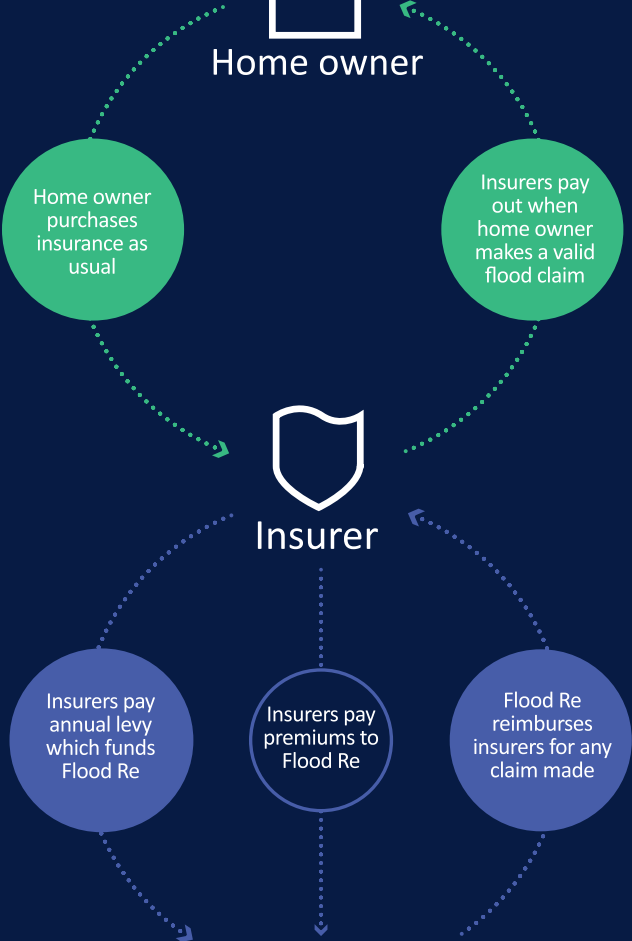 Home owner
Home owner
purchases
insurance as
usual
Insurers pay
out when
home owner
makes a valid
flood claim
Insurer
Insurers pay
annual levy
which funds
Flood Re
Insurers pay
premiums to
Flood Re
Flood Re
reimburses
insurers for any
claim made